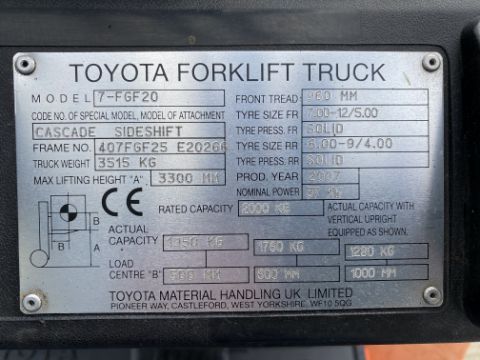 TOYOTA FORKLIFT TRUCK
MODEL 7-FGF20 FRONT TREAD: 960 MM
CODE NO. OF SPECIAL MODEL, MODEL OF ATTACHMENT TYRE SIZE FR 7.00-12/5.00
CASCADE SIDESHIFT TYRE PRESS. FR SOLID
FRAME NO. 407FGF25 E20266 TYRE SIZE RR 6.00-9/4.00
TRUCK WEIGHT 3515 KG TYRE PRESS. RR SOLID
MAX LIFTING HEIGHT "A" 3300 MM PROD. YEAR 2007
NOMINAL POWER
RATED CAPACITY 2000 KG ACTUAL CAPACITY WITH
VERTICAL UPRIGHT
EQUIPPED AS SHOWN.
ACTUAL
CAPACITY 1950 KG 1750 KG 1280 KG
B
A
B
LOAD
CENTRE "B" 500 MM 600 MM 1000 MM
TOYOTA MATERIAL HANDLING UK LIMITED
PIONEER WAY, CASTLEFORD, WEST YORKSHIRE. WF10 5QG